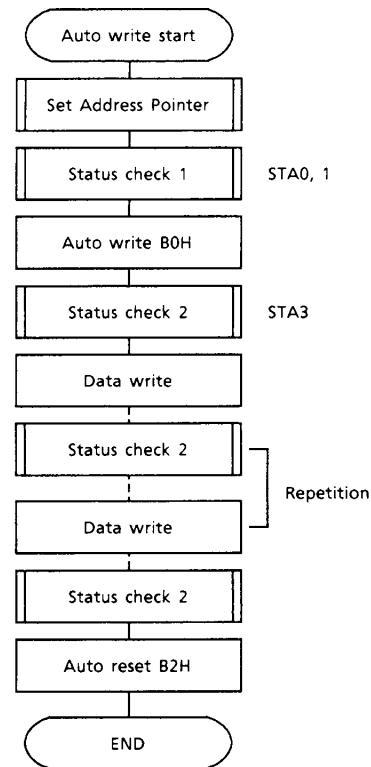 Auto write start
Set Address Pointer
Status check 1
STA0, 1
Auto write B0H
Status check 2
STA3
Data write
Status check 2
Repetition
Data write
Status check 2
Auto reset B2H
END